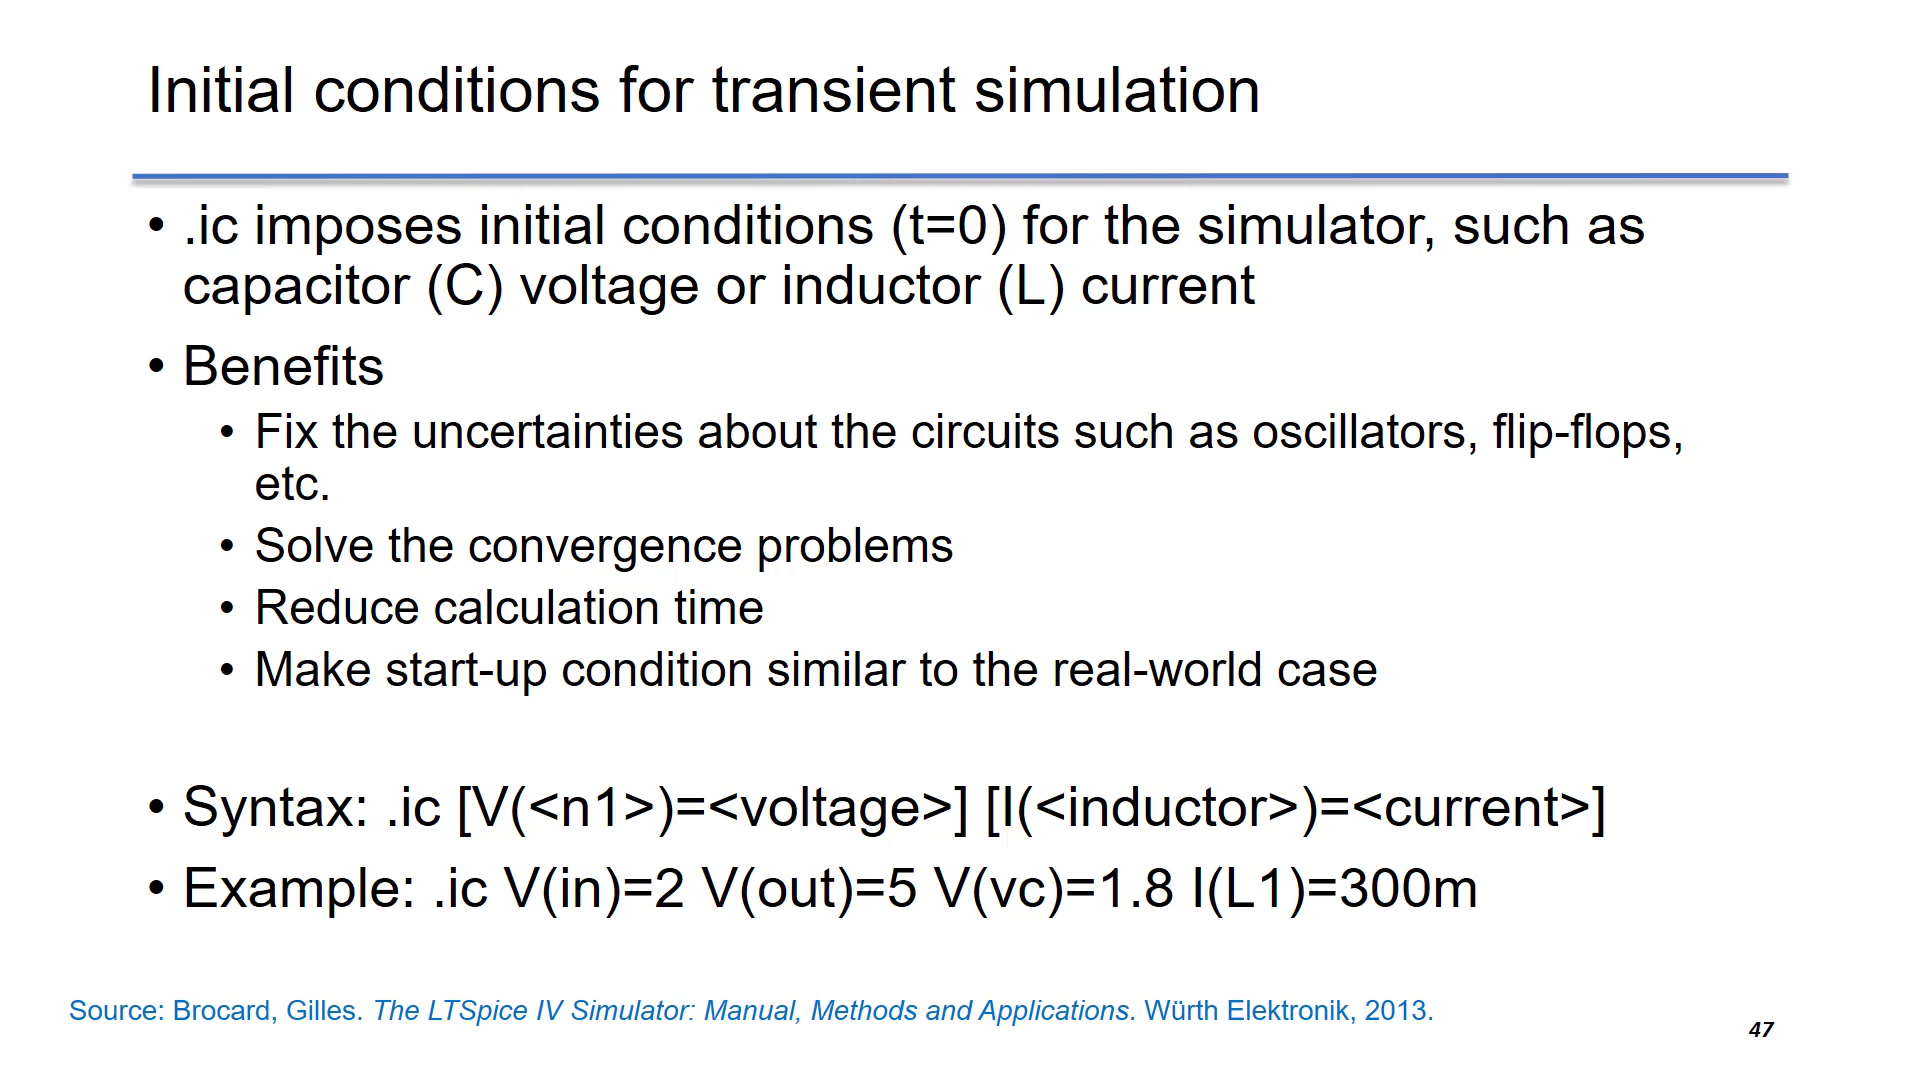 Initial conditions for transient simulation
• .ic imposes initial conditions (t=0) for the simulator, such as
capacitor (C) voltage or inductor (L) current
• Benefits
• Fix the uncertainties about the circuits such as oscillators, flip-flops,
etc.
• Solve the convergence problems
• Reduce calculation time
• Make start-up condition similar to the real-world case
• Syntax: .ic [V(<n1>)=<voltage>] [I(<inductor>)=<current>]
• Example: .ic V(in)=2 V(out)=5 V(vc)=1.8 I(L1)=300m
Source: Brocard, Gilles. The LTSpice IV Simulator: Manual, Methods and Applications. Würth Elektronik, 2013.
47